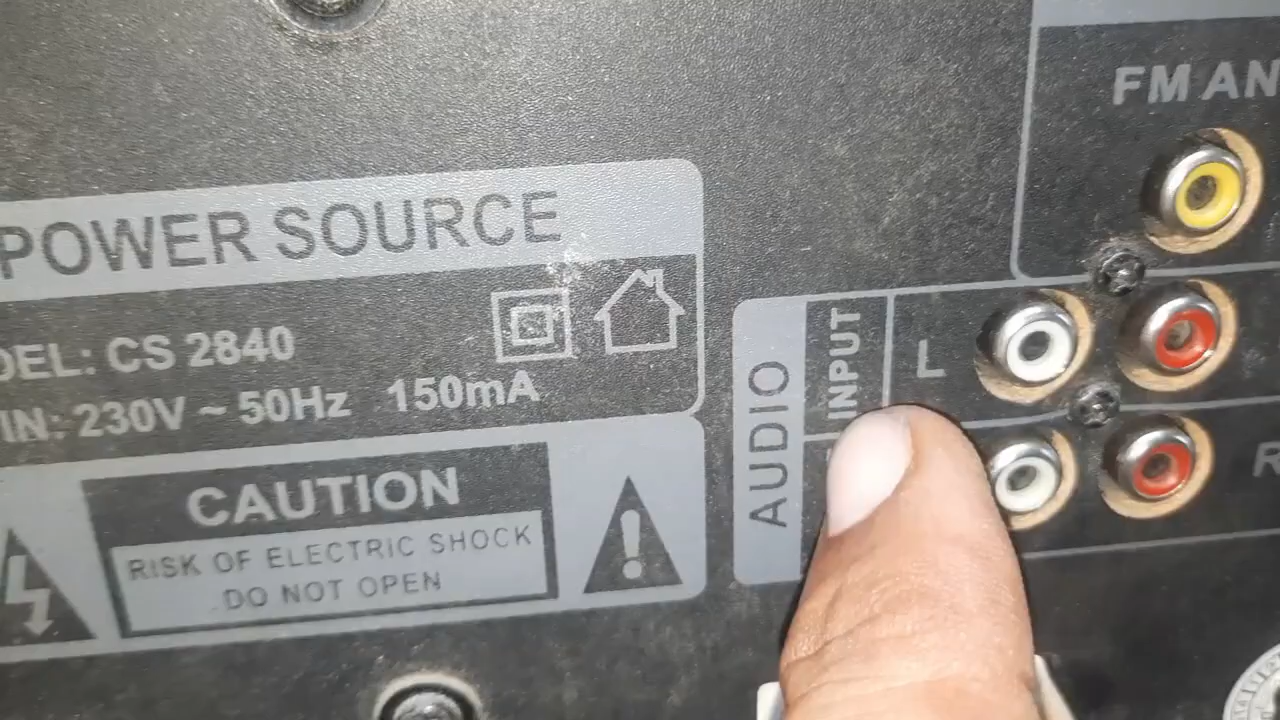 POWER SOURCE
DEL: CS 2840
IN: 230V ~ 50Hz 150mA
CAUTION
RISK OF ELECTRIC SHOCK
DO NOT OPEN
FM AN
AUDIO
INPUT
L
R